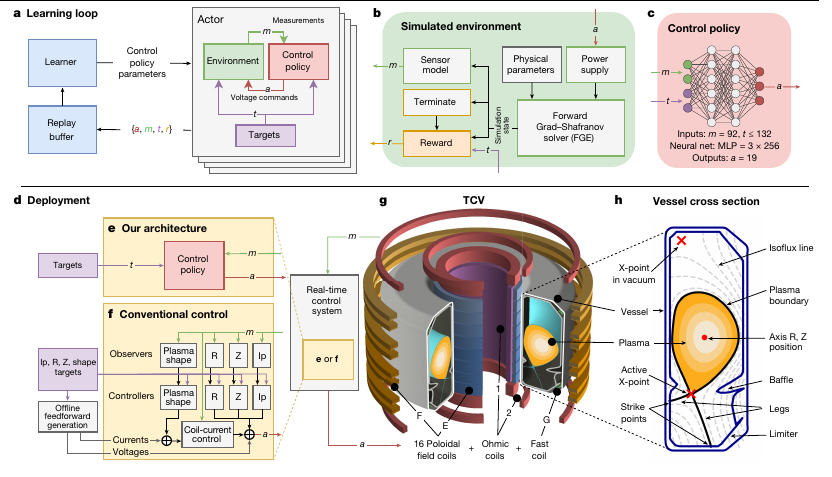 a Learning loop
Learner
Replay
buffer
Control
policy
parameters
{a, m, t, r}
Actor
Measurements
m
Environment
Control
policy
a
Voltage commands
t
Targets
b Simulated environment
a
m
Sensor
model
Terminate
Reward
r
t
Simulation
state
Physical
parameters
Power
supply
Forward
Grad–Shafranov
solver (FGE)
c Control policy
m
t
a
Inputs: m = 92, t ≤ 132
Neural net: MLP = 3 × 256
Outputs: a = 19
d Deployment
e Our architecture
Targets
t
Control
policy
m
a
f Conventional control
m
Observers
Plasma
shape
R
Z
Ip
Ip, R, Z, shape
targets
Controllers
Plasma
shape
R
Z
Ip
Offline
feedforward
generation
Coil-current
control
Currents
Voltages
a
m
Real-time
control
system
e or f
a
g TCV
F
E
1
2
G
16 Poloidal
field coils
+
Ohmic
coils
+
Fast
coil
h Vessel cross section
X-point
in vacuum
Vessel
Plasma
Active
X-point
Strike
points
Isoflux line
Plasma
boundary
Axis R, Z
position
Baffle
Legs
Limiter